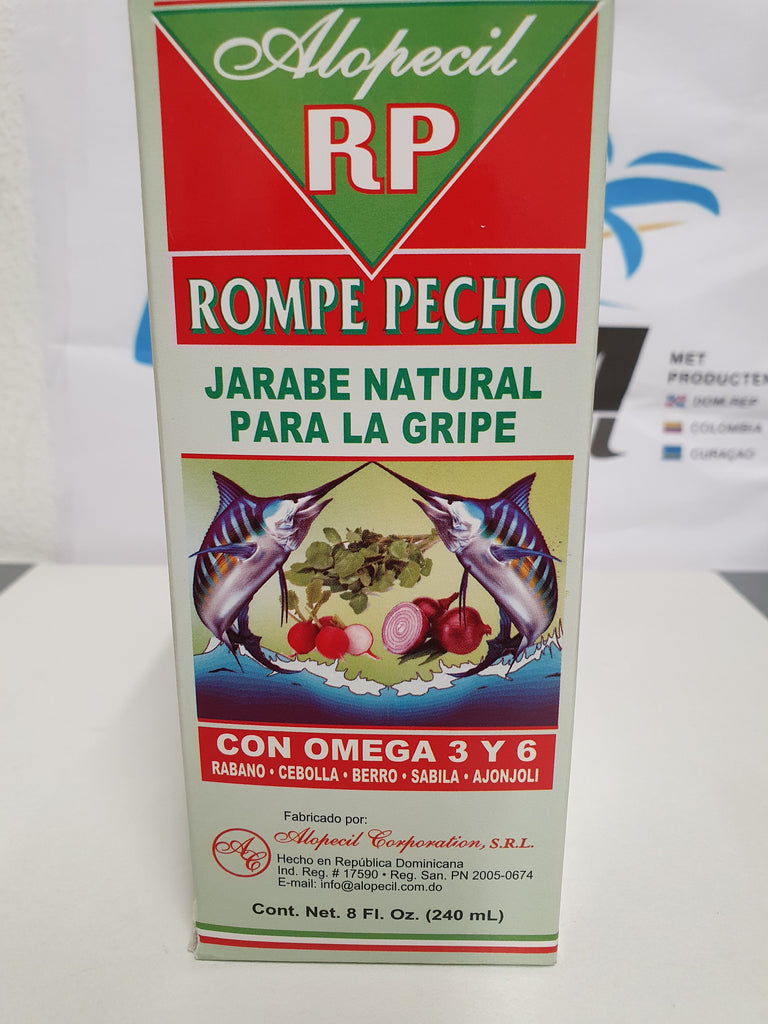 Alopecil
RP
ROMPE PECHO
JARABE NATURAL
PARA LA GRIPE
CON OMEGA 3 Y 6
RABANO • CEBOLLA • BERRO • SABILA • AJONJOLI
Fabricado por:
AC
Alopecil Corporation, S.R.L.
Hecho en República Dominicana
Ind. Reg. # 17590 • Reg. San. PN 2005-0674
E-mail: info@alopecil.com.do
Cont. Net. 8 Fl. Oz. (240 mL)
MET
PRODUCTEN
DOM.REP
COLOMBIA
CURAÇAO